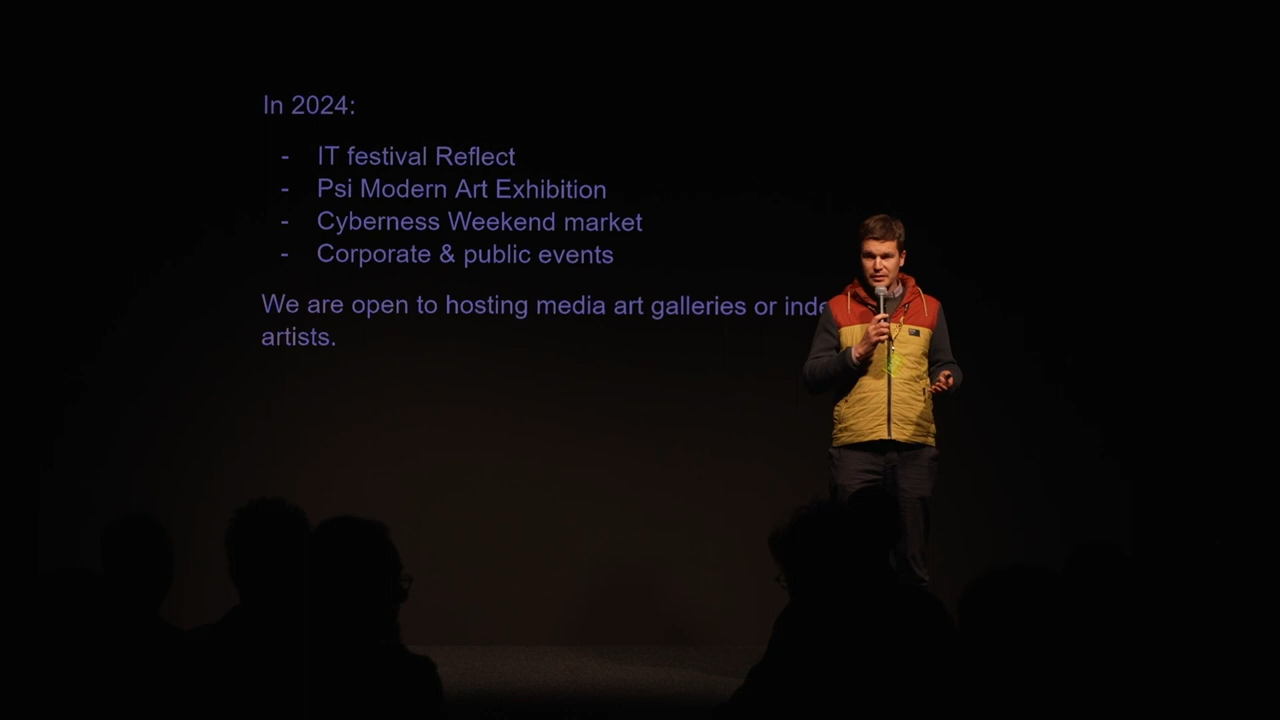 In 2024:
- IT festival Reflect
- Psi Modern Art Exhibition
- Cyberness Weekend market
- Corporate & public events
We are open to hosting media art galleries or inde
artists.